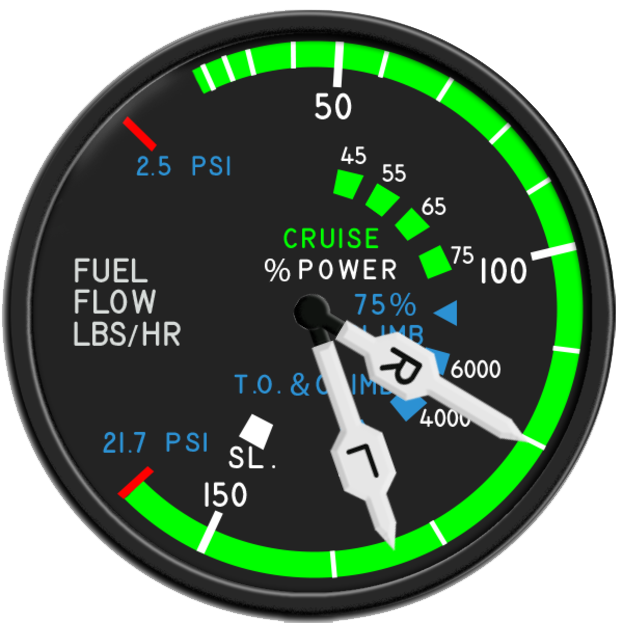 50
2.5 PSI
45
55
65
75
CRUISE
% POWER
100
FUEL
FLOW
LBS/HR
75%
6000
T.O. &
4000
21.7 PSI
SL.
150
R
L